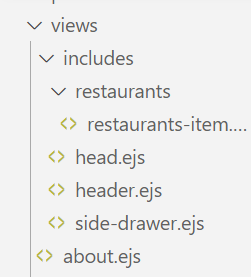 views
includes
restaurants
restaurants-item....
head.ejs
header.ejs
side-drawer.ejs
about.ejs